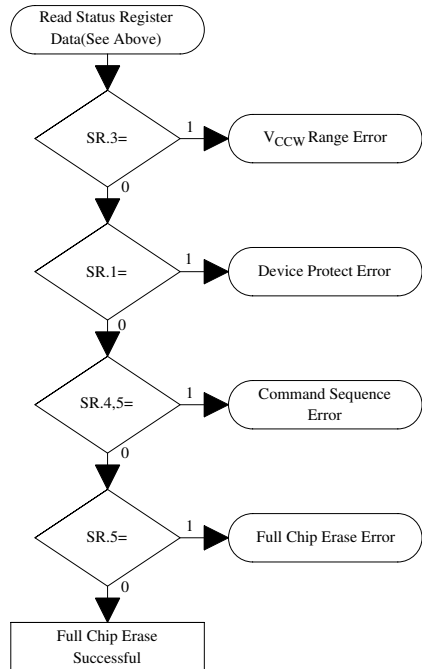 Read Status Register
Data(See Above)
SR.3=
1
VCCW Range Error
0
SR.1=
1
Device Protect Error
0
SR.4,5=
1
Command Sequence
Error
0
SR.5=
1
Full Chip Erase Error
0
Full Chip Erase
Successful